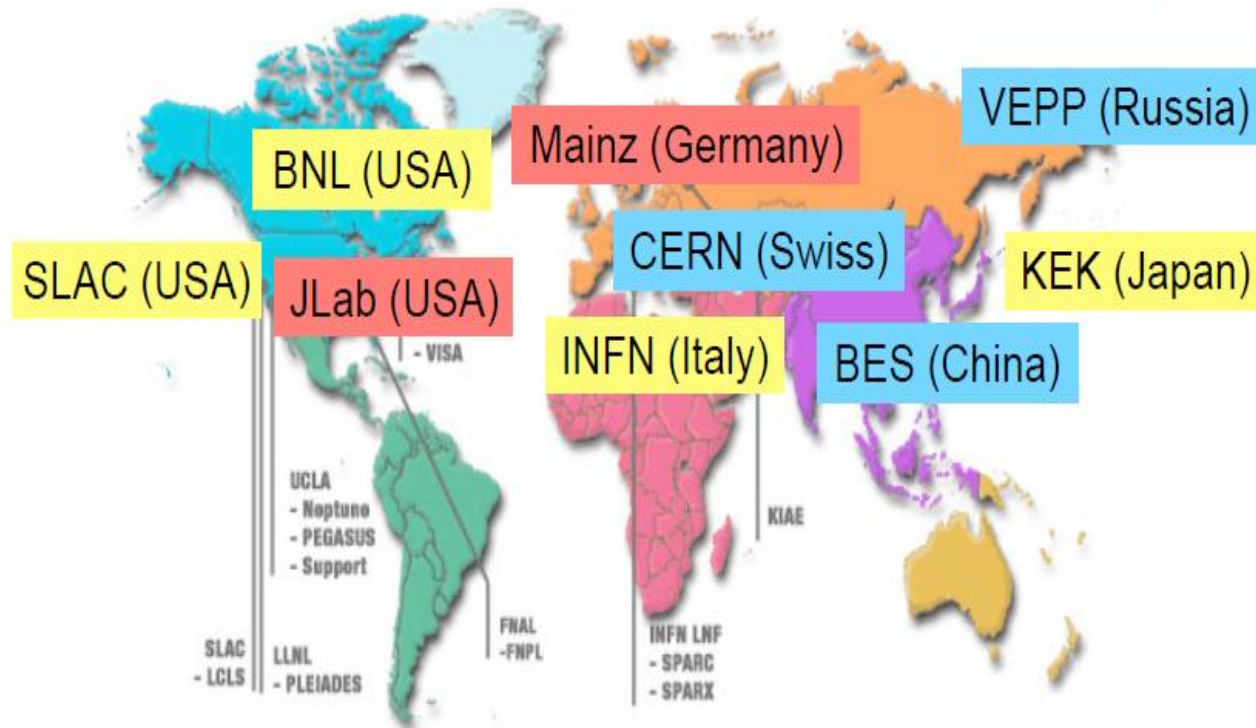 VEPP (Russia)
Mainz (Germany)
BNL (USA)
CERN (Swiss)
SLAC (USA)
KEK (Japan)
JLab (USA)
INFN (Italy)
BES (China)
- VISA
UCLA
- Neptune
- PEGASUS
- Support
KIAE
SLAC
- LCLS
LLNL
- PLEIADES
FNAL
-FNPL
INFN LNF
- SPARC
- SPARX